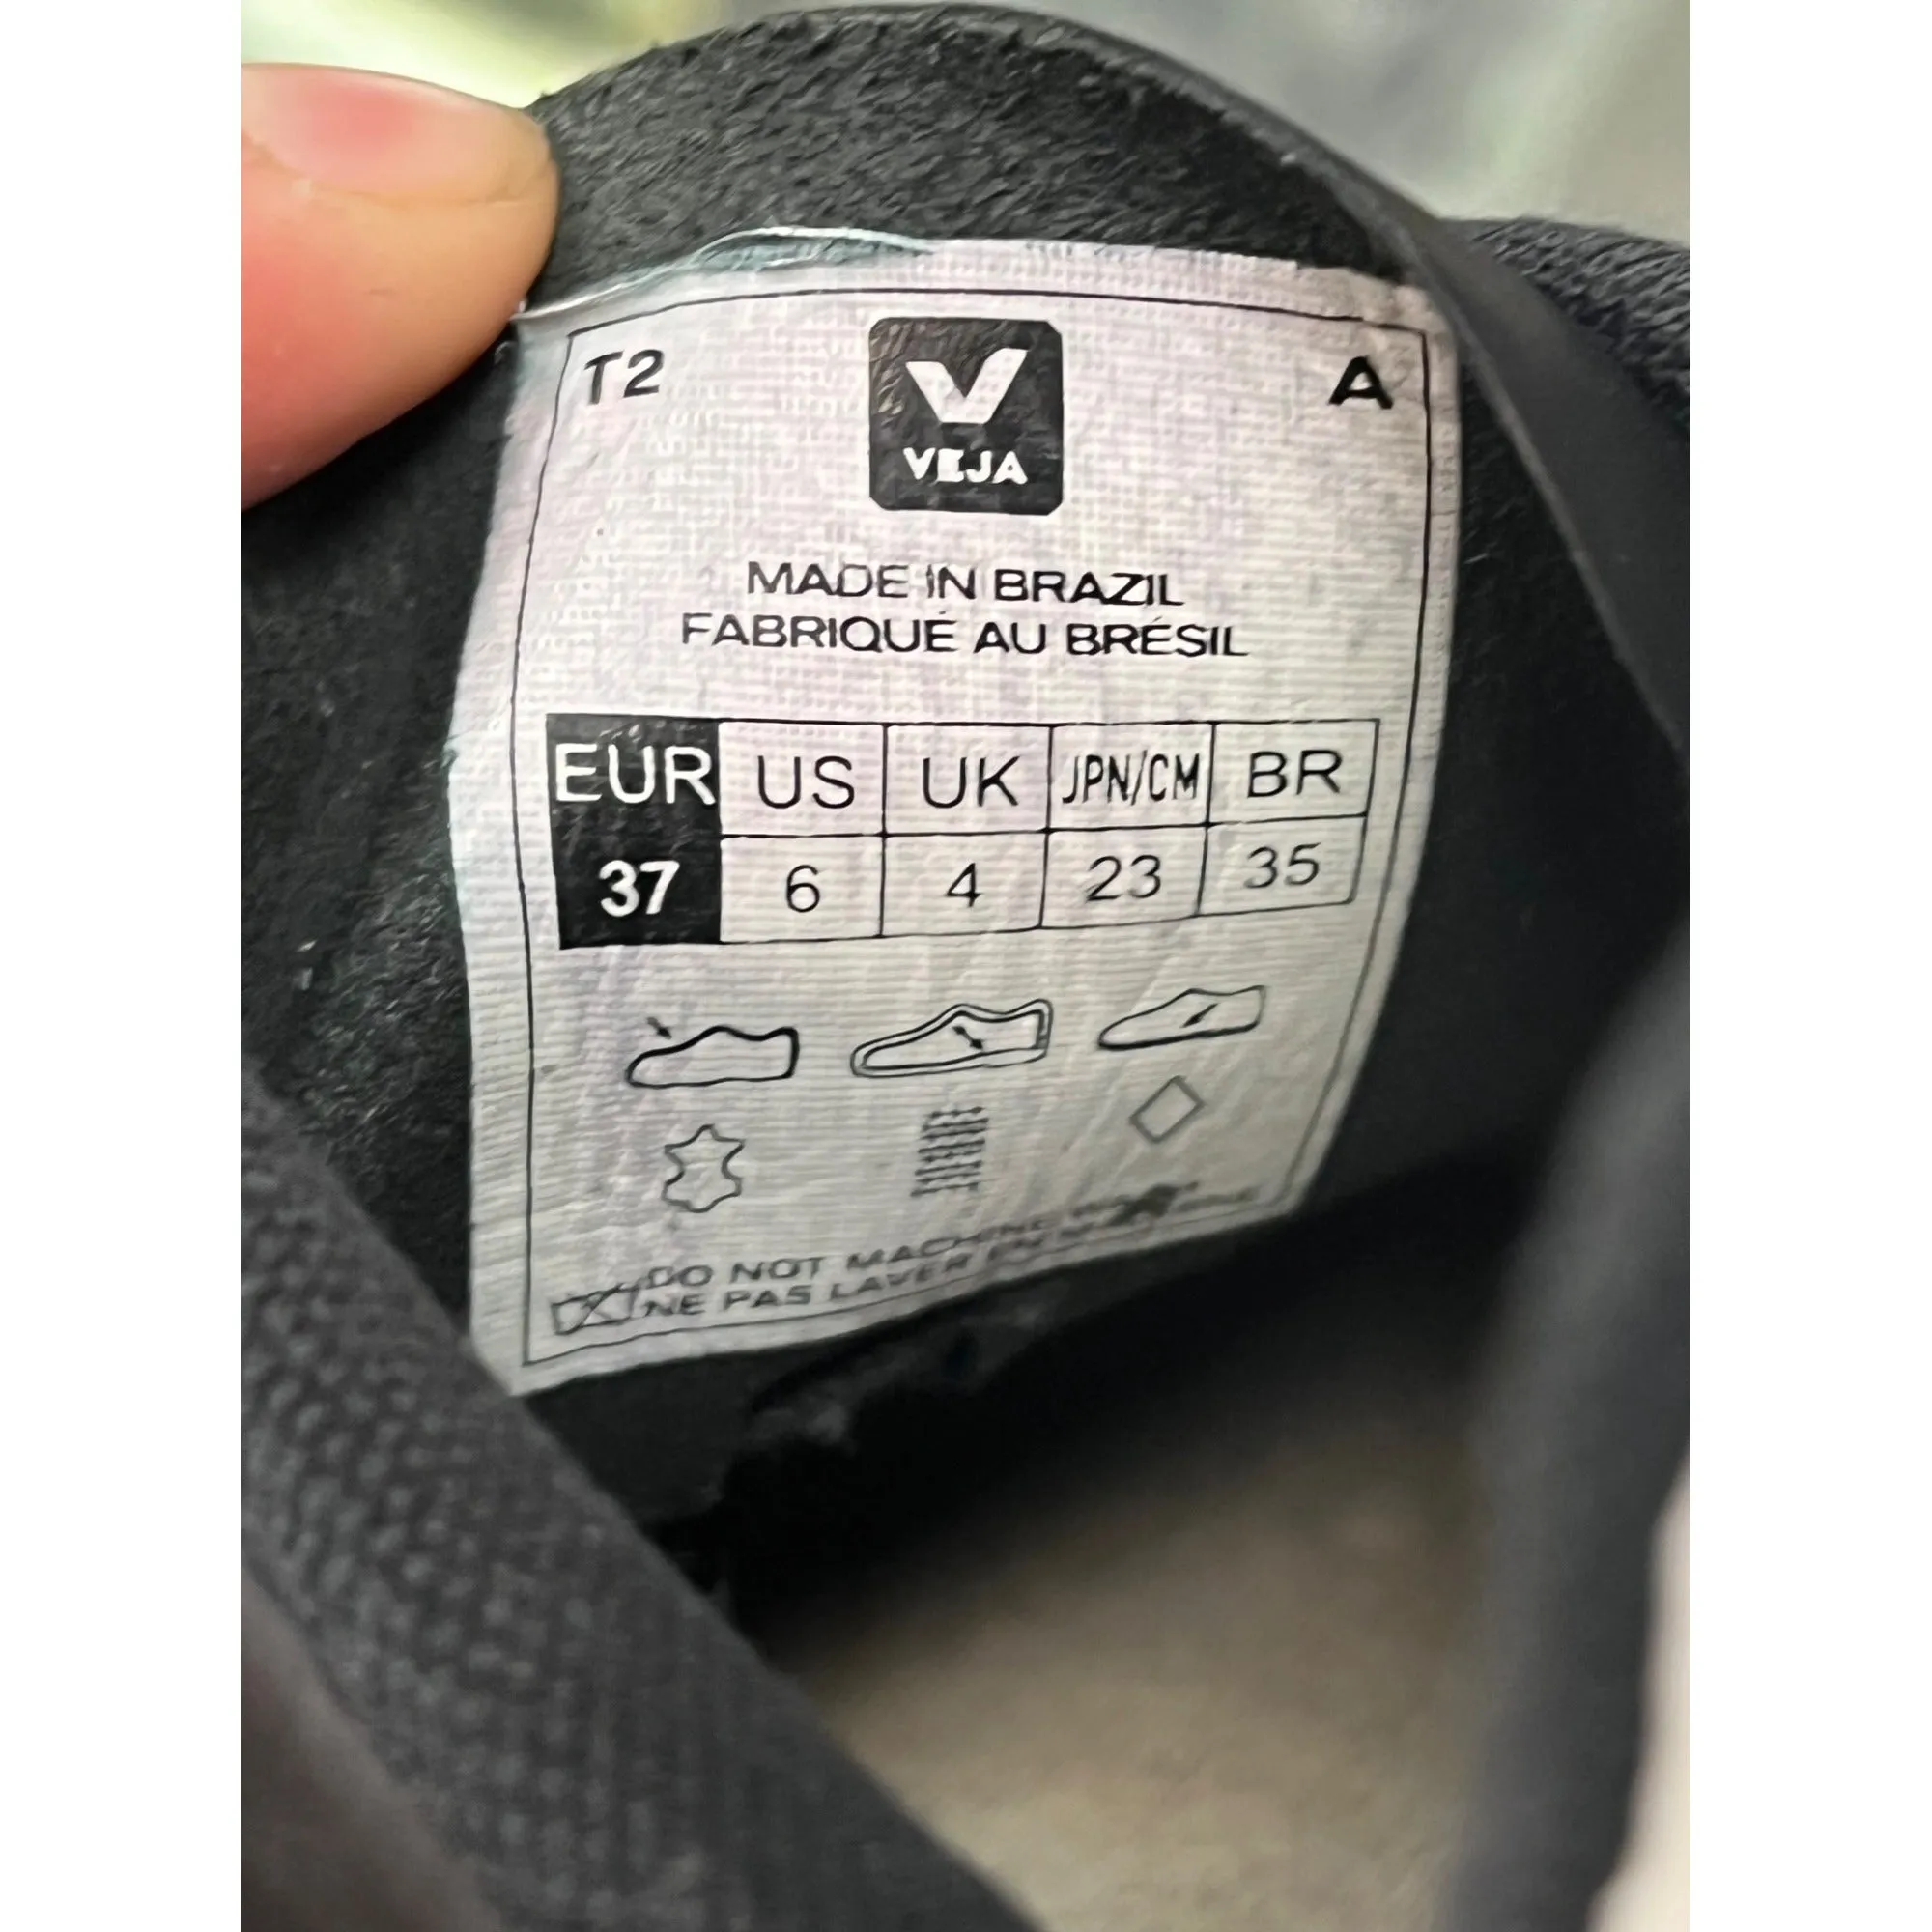 T2
A
VEJA
MADE IN BRAZIL
FABRIQUÉ AU BRÉSIL
EUR US UK JPN/CM BR
37 6 4 23 35
DO NOT MACHINE
NE PAS LAVER EN